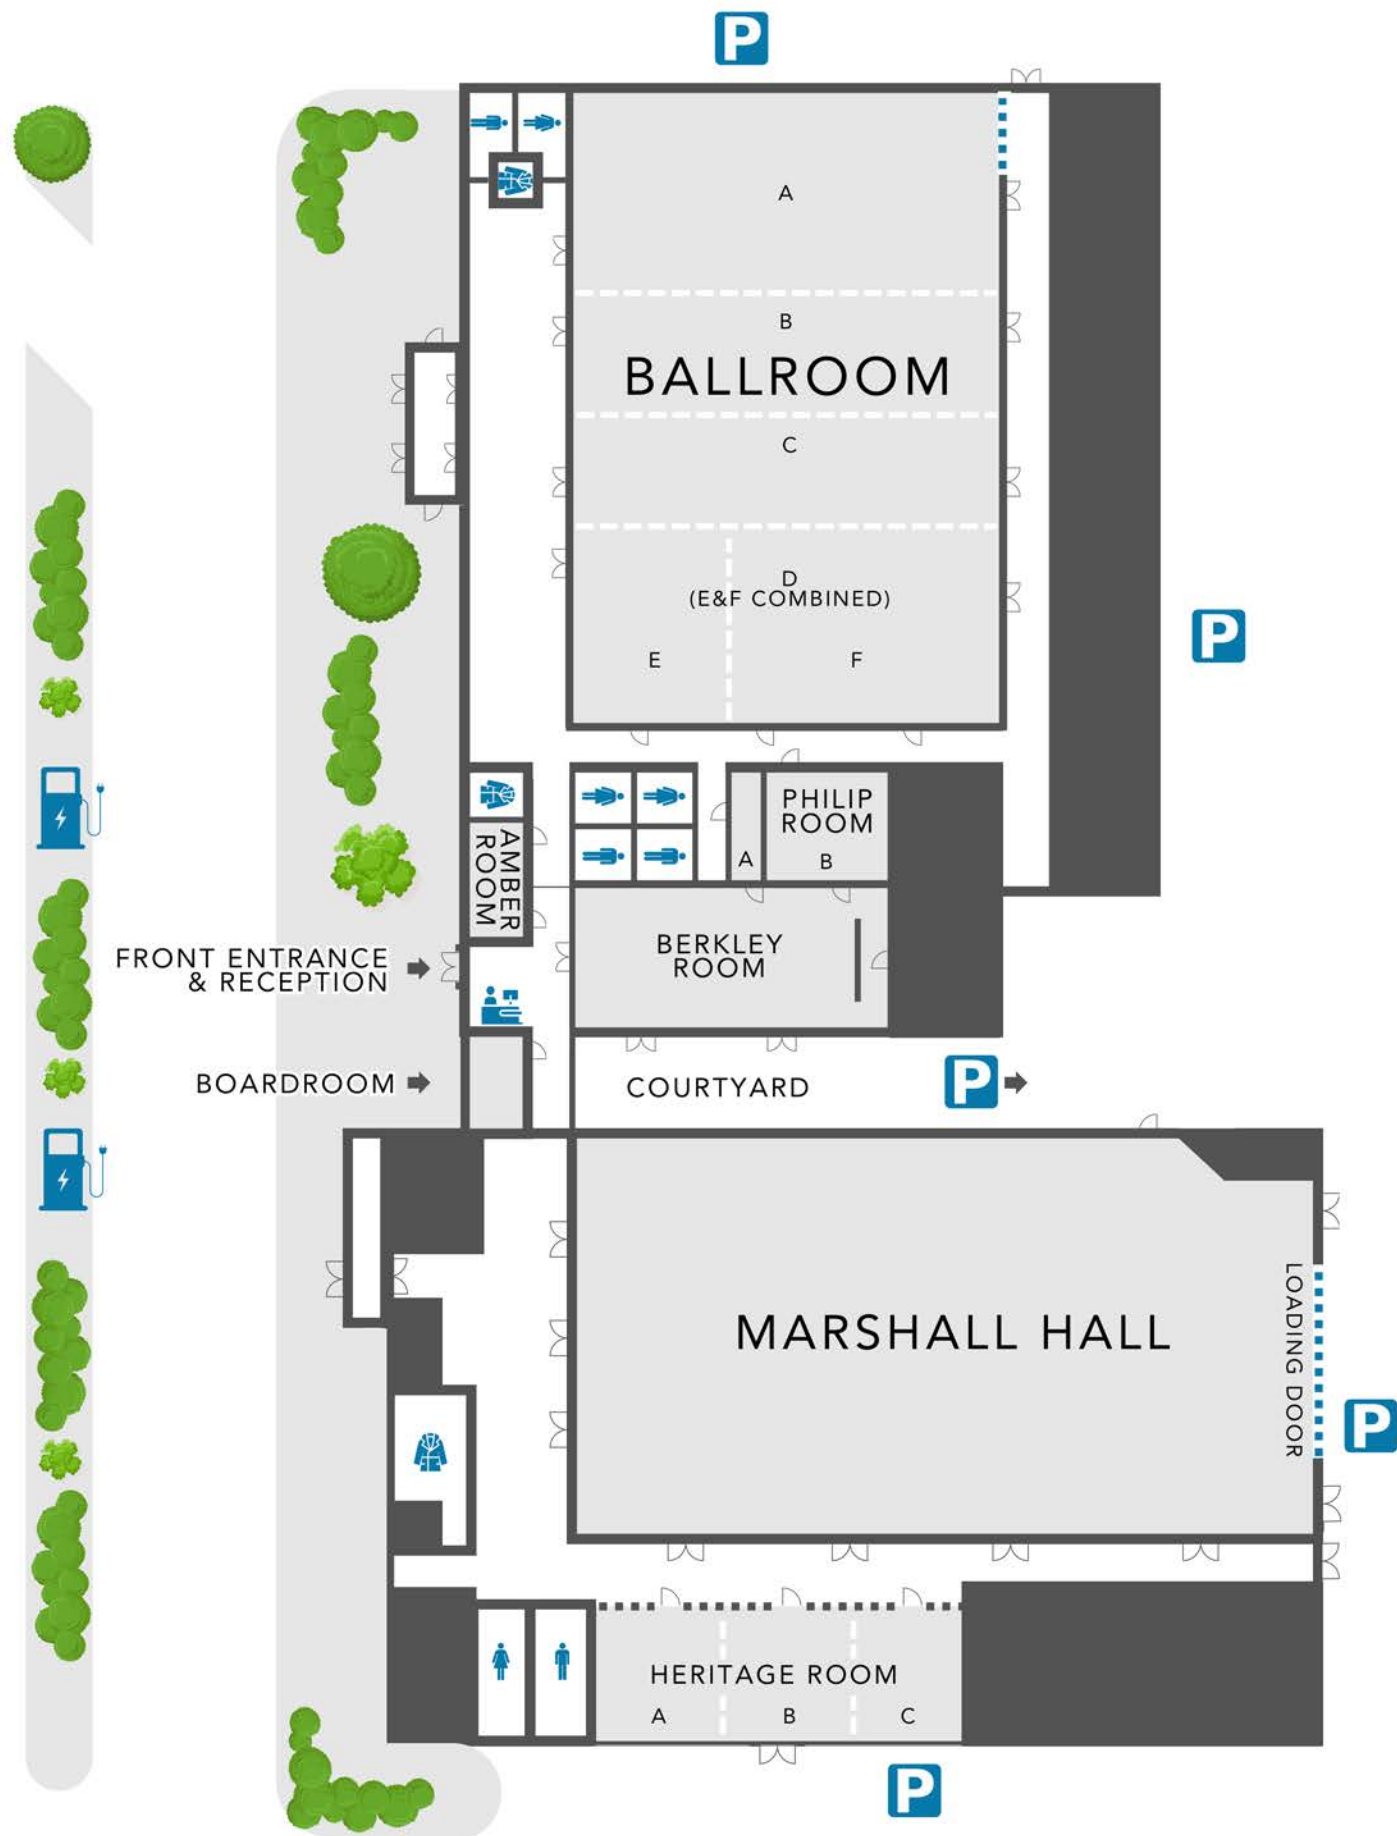 P
A
B
BALLROOM
C
D
(E&F COMBINED)
E
F
P
PHILIP
ROOM
A
B
AMBER
ROOM
FRONT ENTRANCE
& RECEPTION
BERKLEY
ROOM
BOARDROOM
COURTYARD
P
MARSHALL HALL
LOADING DOOR
P
HERITAGE ROOM
A
B
C
P